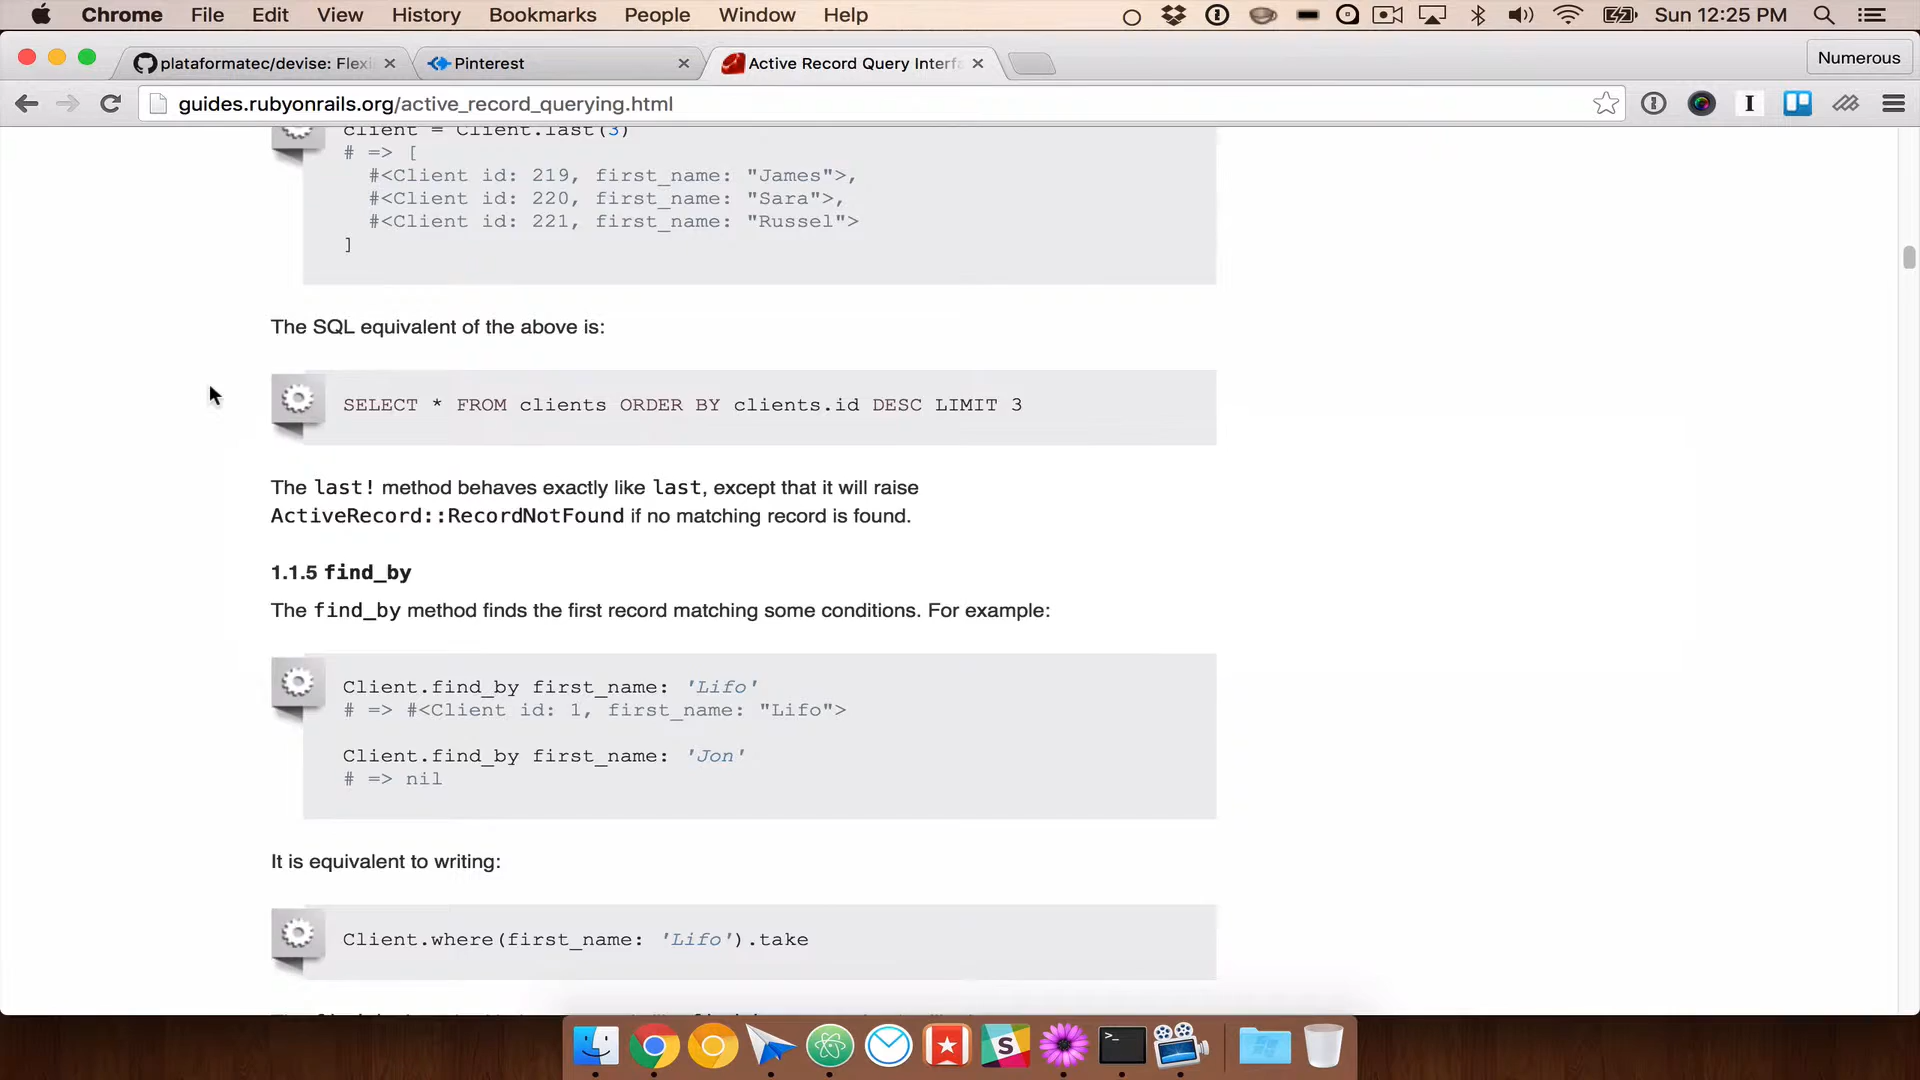 Chrome File Edit View History Bookmarks People Window Help Sun 12:25 PM
plataformatec/devise: Flexi
Pinterest
Active Record Query Interf
Numerous
guides.rubyonrails.org/active_record_querying.html
client = Client.last(3)
# => [
#<Client id: 219, first_name: "James">,
#<Client id: 220, first_name: "Sara">,
#<Client id: 221, first_name: "Russel">
]
The SQL equivalent of the above is:
SELECT * FROM clients ORDER BY clients.id DESC LIMIT 3
The last! method behaves exactly like last, except that it will raise
ActiveRecord::RecordNotFound if no matching record is found.
1.1.5 find_by
The find_by method finds the first record matching some conditions. For example:
Client.find_by first_name: 'Lifo'
# => #<Client id: 1, first_name: "Lifo">
Client.find_by first_name: 'Jon'
# => nil
It is equivalent to writing:
Client.where(first_name: 'Lifo').take